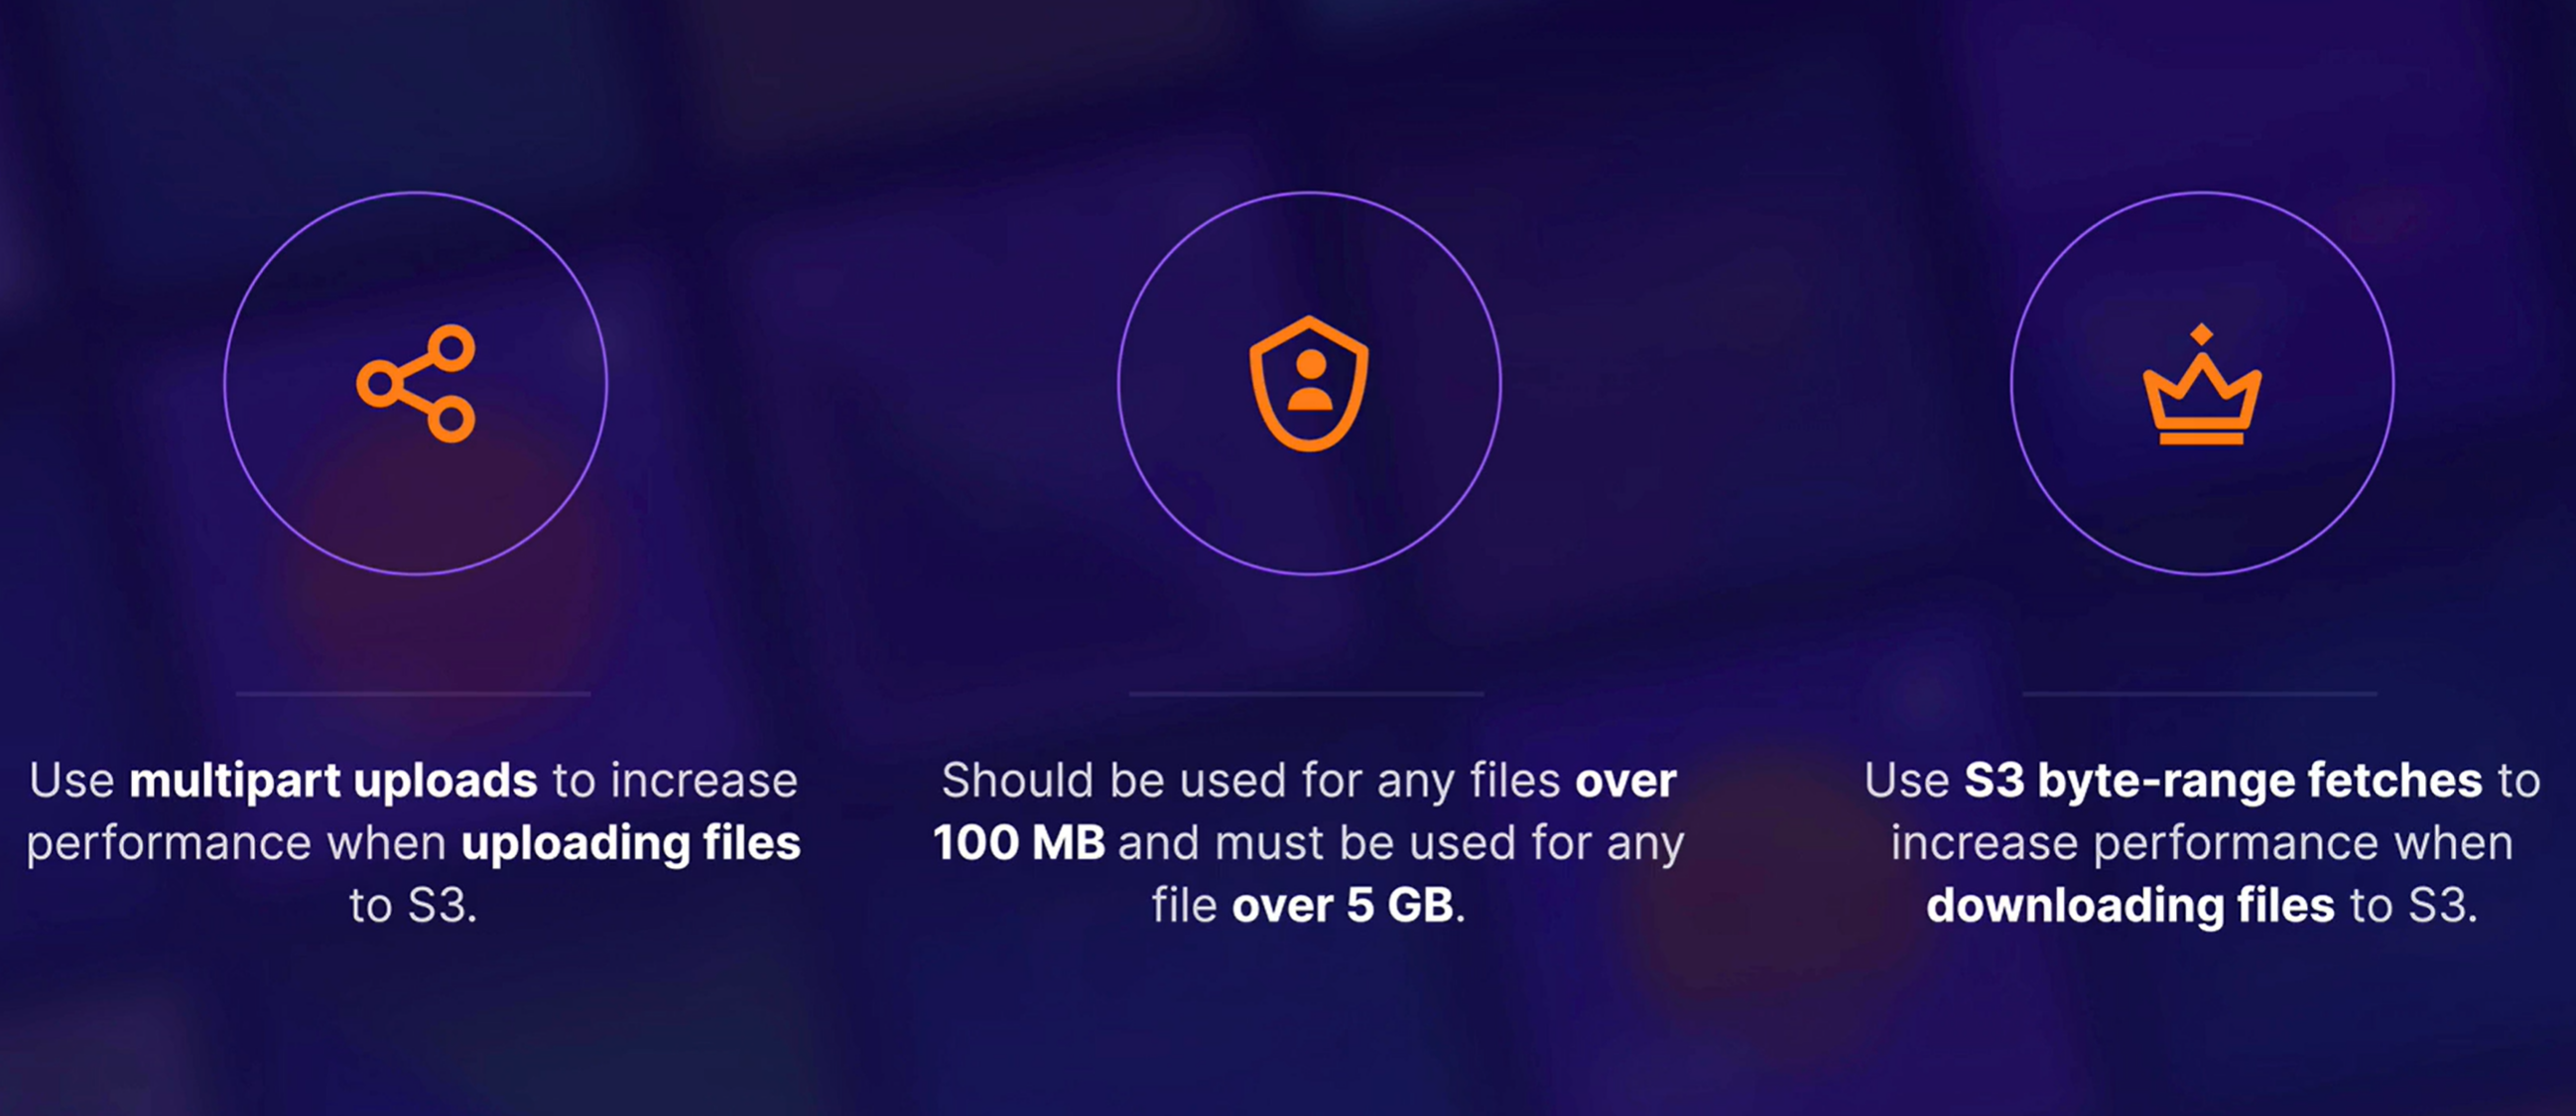 Use multipart uploads to increase
performance when uploading files
to S3.
Should be used for any files over
100 MB and must be used for any
file over 5 GB.
Use S3 byte-range fetches to
increase performance when
downloading files to S3.